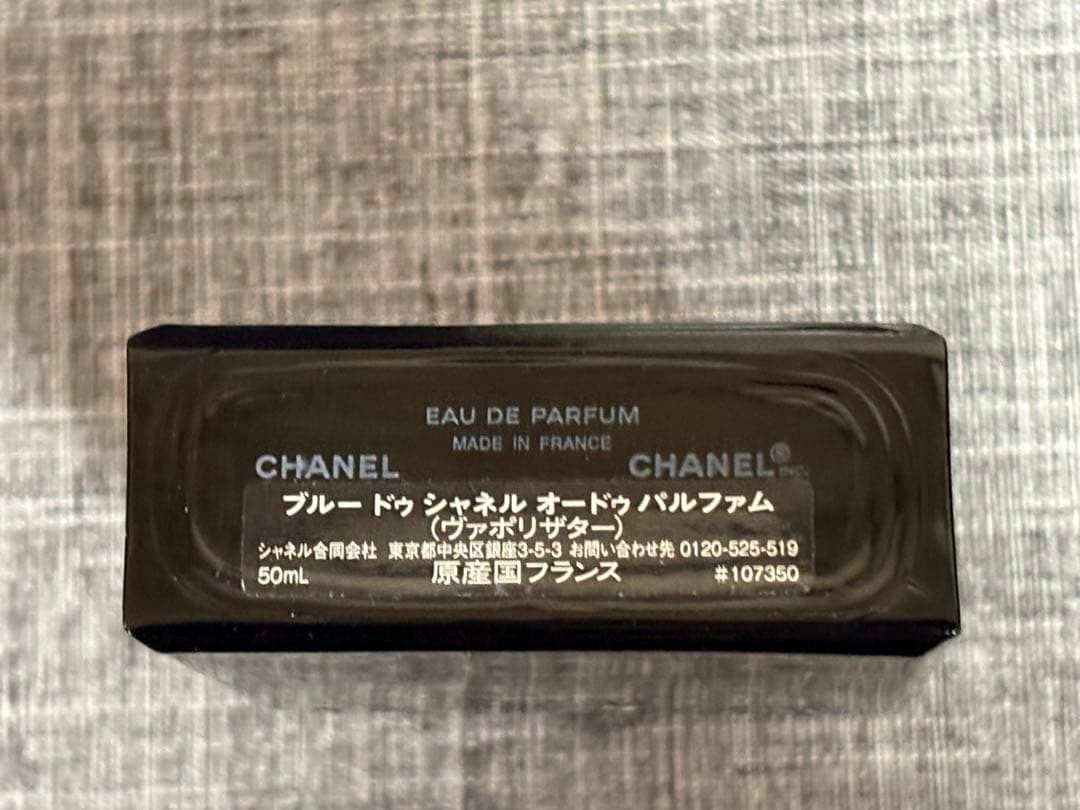 EAU DE PARFUM
MADE IN FRANCE
CHANEL CHANEL® INC.
ブルー ドゥ シャネル オードゥ パルファム
（ヴァポリザター）
シャネル合同会社 東京都中央区銀座3-5-3 お問い合わせ先 0120-525-519
50mL 原産国フランス #107350